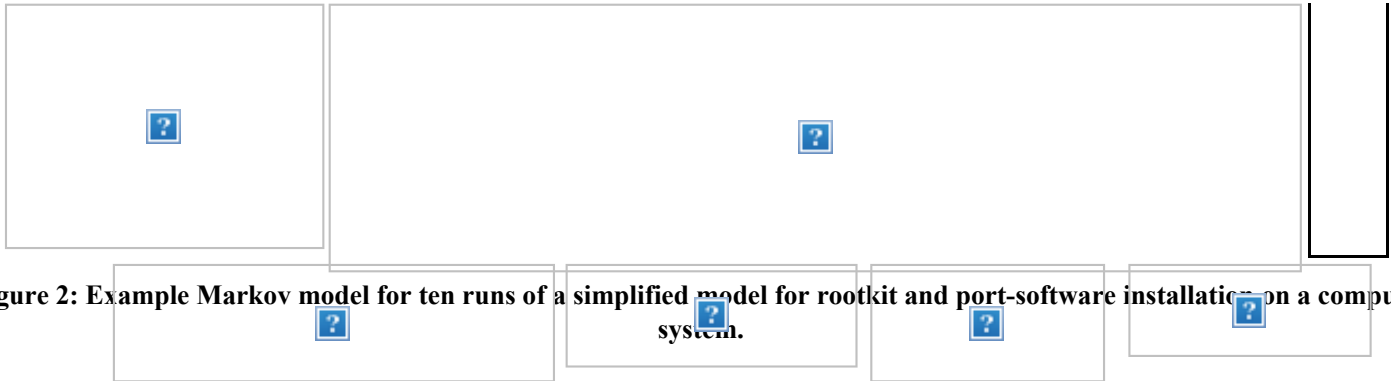 gure 2: Example Markov model for ten runs of a simplified model for rootkit and port-software installation on a compu
system.